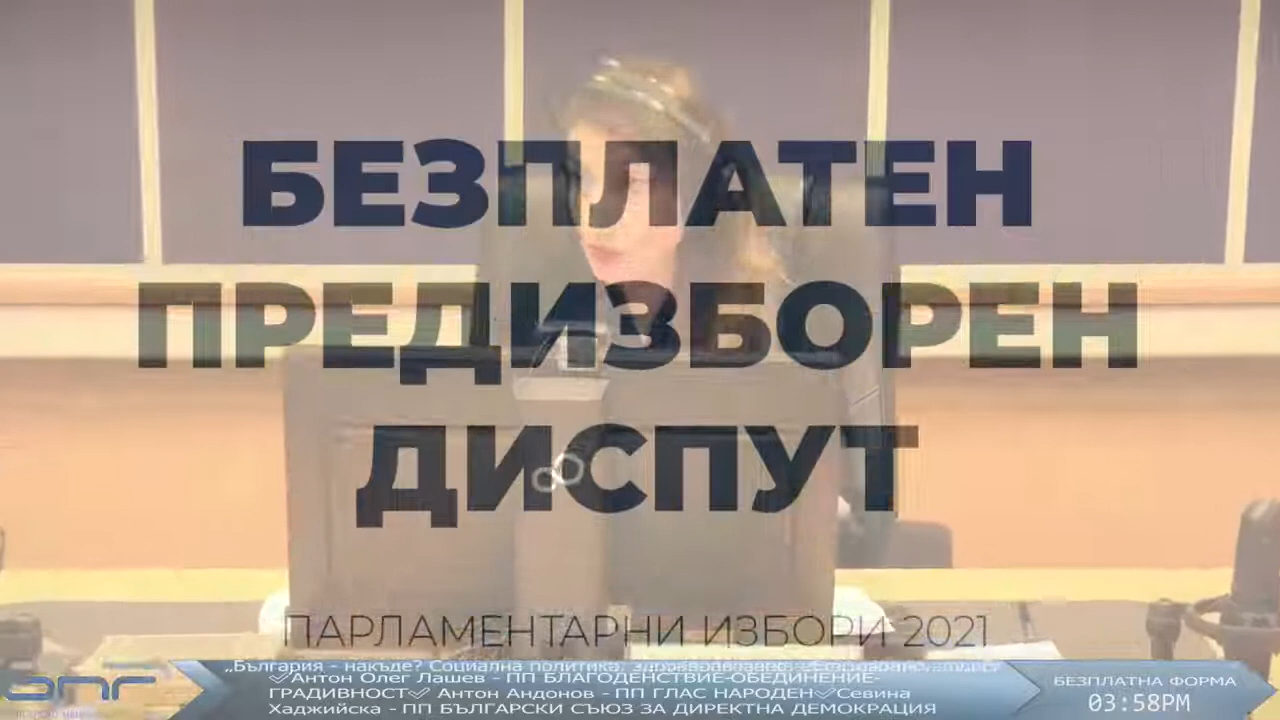 БЕЗПЛАТЕН
ПРЕДИЗБОРЕН
ДИСПУТ
ПАРЛАМЕНТАРНИ ИЗБОРИ 2021
„България - накъде? Социална политика,
Антон Олег Лашев - ПП БЛАГОДЕНСТВИЕ-ОБЕДИНЕНИЕ-
ГРАДИВНОСТ Антон Андонов - ПП ГЛАС НАРОДЕН Севина
Хаджийска - ПП БЪЛГАРСКИ СЪЮЗ ЗА ДИРЕКТНА ДЕМОКРАЦИЯ
БЕЗПЛАТНА ФОРМА
03:58PM